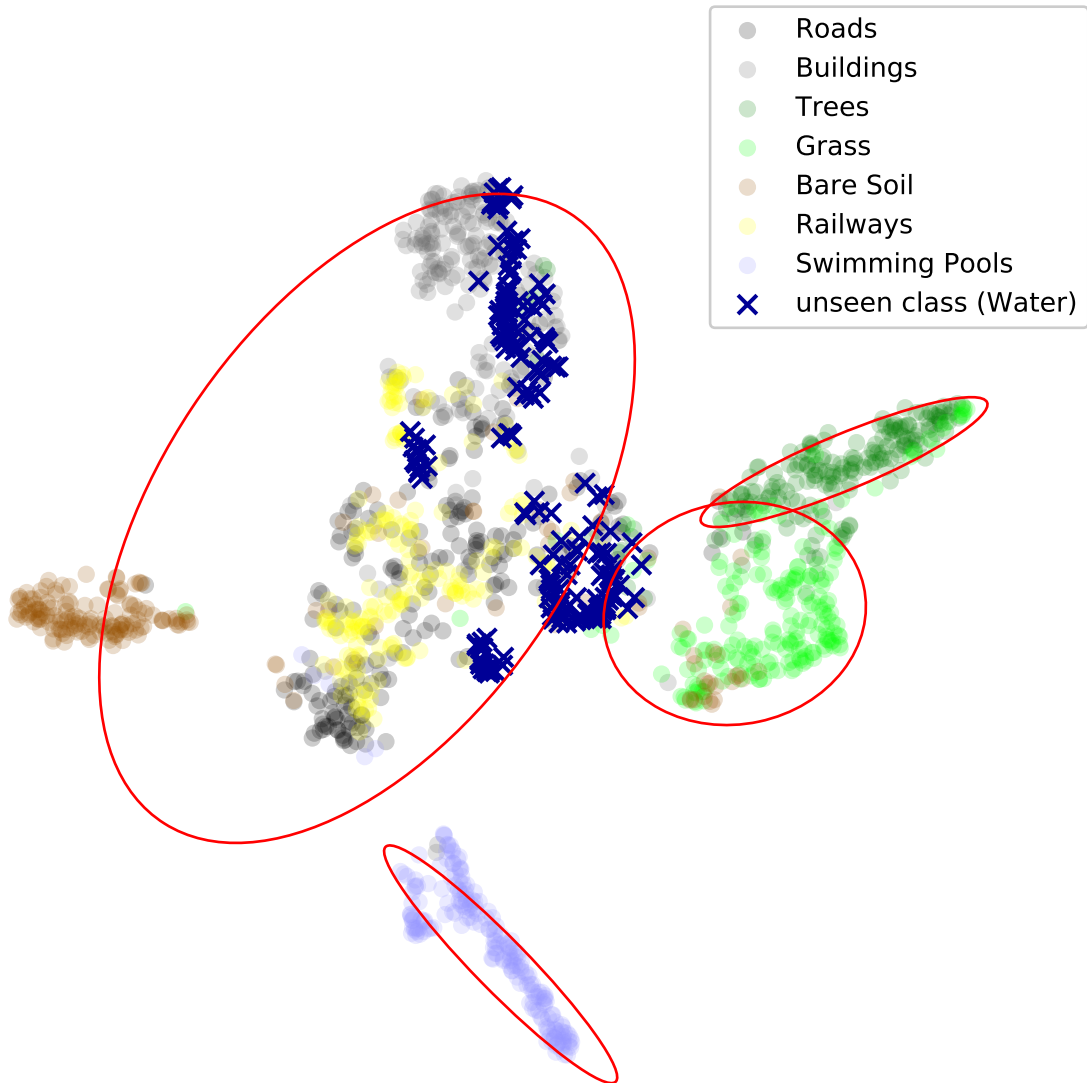 Roads
Buildings
Trees
Grass
Bare Soil
Railways
Swimming Pools
unseen class (Water)